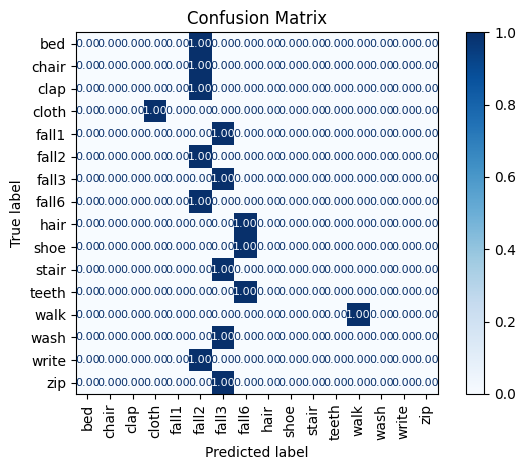 Confusion Matrix
bed 0.00 0.00 0.00 0.00 0.00 1.00 0.00 0.00 0.00 0.00 0.00 0.00 0.00 0.00 0.00 0.00
chair 0.00 0.00 0.00 0.00 0.00 1.00 0.00 0.00 0.00 0.00 0.00 0.00 0.00 0.00 0.00 0.00
clap 0.00 0.00 0.00 0.00 0.00 1.00 0.00 0.00 0.00 0.00 0.00 0.00 0.00 0.00 0.00 0.00
cloth 0.00 0.00 0.00 1.00 0.00 0.00 0.00 0.00 0.00 0.00 0.00 0.00 0.00 0.00 0.00 0.00
fall1 0.00 0.00 0.00 0.00 0.00 0.00 1.00 0.00 0.00 0.00 0.00 0.00 0.00 0.00 0.00 0.00
fall2 0.00 0.00 0.00 0.00 0.00 1.00 0.00 0.00 0.00 0.00 0.00 0.00 0.00 0.00 0.00 0.00
fall3 0.00 0.00 0.00 0.00 0.00 0.00 1.00 0.00 0.00 0.00 0.00 0.00 0.00 0.00 0.00 0.00
fall6 0.00 0.00 0.00 0.00 0.00 1.00 0.00 0.00 0.00 0.00 0.00 0.00 0.00 0.00 0.00 0.00
hair 0.00 0.00 0.00 0.00 0.00 0.00 0.00 1.00 0.00 0.00 0.00 0.00 0.00 0.00 0.00 0.00
shoe 0.00 0.00 0.00 0.00 0.00 0.00 0.00 1.00 0.00 0.00 0.00 0.00 0.00 0.00 0.00 0.00
stair 0.00 0.00 0.00 0.00 0.00 0.00 1.00 0.00 0.00 0.00 0.00 0.00 0.00 0.00 0.00 0.00
teeth 0.00 0.00 0.00 0.00 0.00 0.00 0.00 1.00 0.00 0.00 0.00 0.00 0.00 0.00 0.00 0.00
walk 0.00 0.00 0.00 0.00 0.00 0.00 0.00 0.00 0.00 0.00 0.00 0.00 1.00 0.00 0.00 0.00
wash 0.00 0.00 0.00 0.00 0.00 0.00 1.00 0.00 0.00 0.00 0.00 0.00 0.00 0.00 0.00 0.00
write 0.00 0.00 0.00 0.00 0.00 1.00 0.00 0.00 0.00 0.00 0.00 0.00 0.00 0.00 0.00 0.00
zip 0.00 0.00 0.00 0.00 0.00 0.00 1.00 0.00 0.00 0.00 0.00 0.00 0.00 0.00 0.00 0.00
True label
bed chair clap cloth fall1 fall2 fall3 fall6 hair shoe stair teeth walk wash write zip
Predicted label
1.0
0.8
0.6
0.4
0.2
0.0